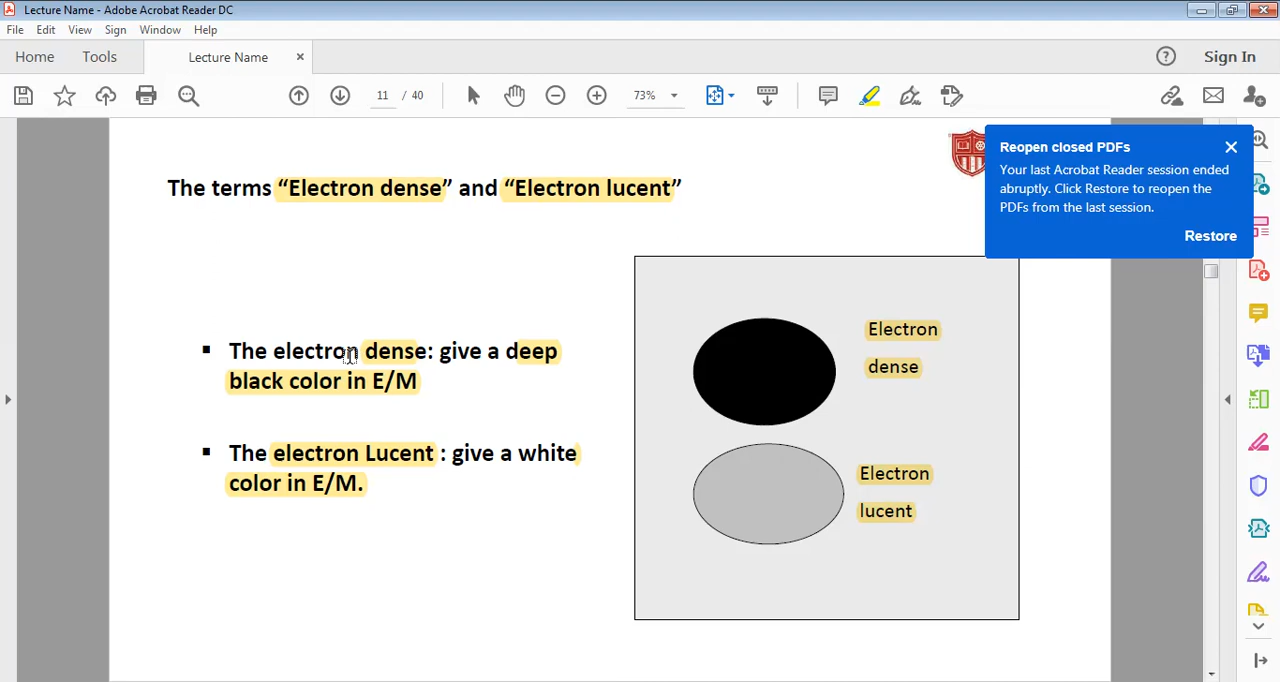 Lecture Name - Adobe Acrobat Reader DC
File Edit View Sign Window Help
Home Tools Lecture Name × Sign In
11 / 40 73%
Reopen closed PDFs
Your last Acrobat Reader session ended
abruptly. Click Restore to reopen the
PDFs from the last session.
Restore
The terms “Electron dense” and “Electron lucent”
▪ The electron dense: give a deep
black color in E/M
▪ The electron Lucent : give a white
color in E/M.
Electron
dense
Electron
lucent